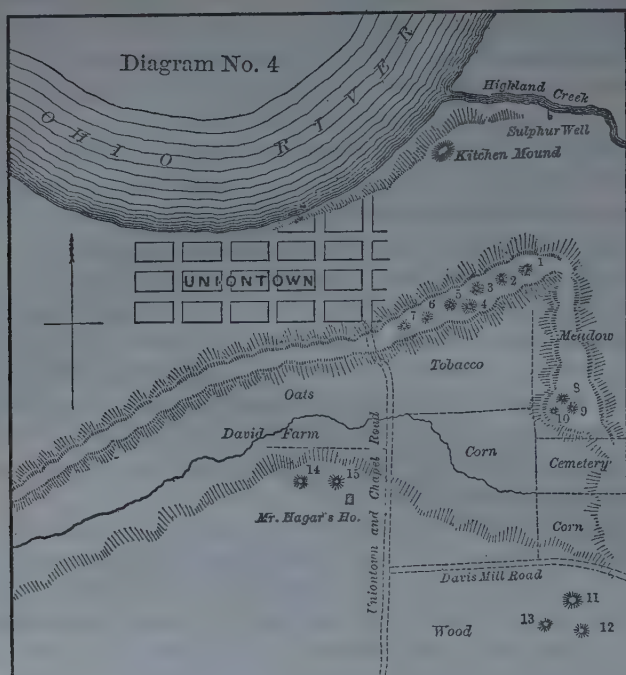 Diagram No. 4
OHIO RIVER
Highland Creek
Sulphur Well
Kitchen Mound
UNIONTOWN
1
2
3
4
5
6
7
Meadow
Tobacco
Oats
8
9
10
David Farm
Corn
Cemetery
14
15
Mr. Hagar's Ho.
Uniontown and Chapel Road
Corn
Davis Mill Road
11
13
12
Wood